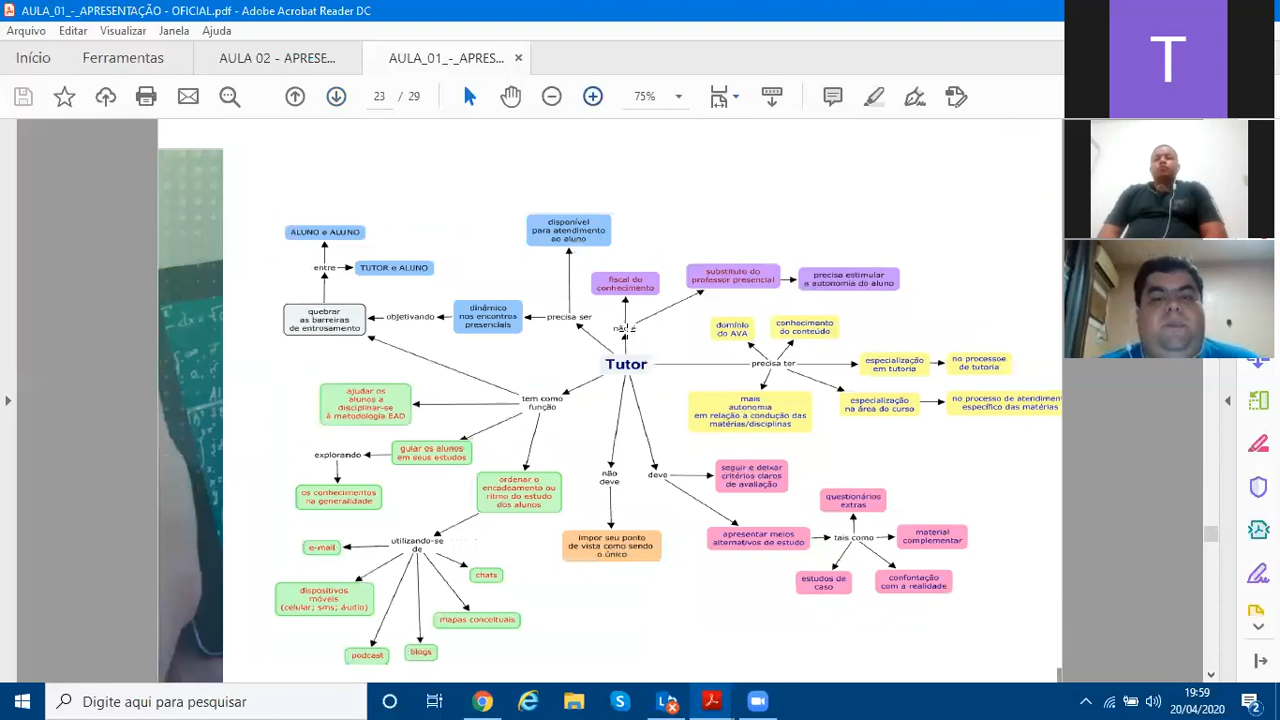 AULA_01_-_APRESENTAÇÃO - OFICIAL.pdf - Adobe Acrobat Reader DC
Arquivo Editar Visualizar Janela Ajuda
Início Ferramentas AULA 02 - APRESE... AULA_01_-_APRES... ×
23 / 29 75%
T
ALUNO e ALUNO
entre
TUTOR e ALUNO
quebrar
as barreiras
de entrosamento
objetivando
dinâmico
nos encontros
presenciais
precisa ser
disponível
para atendimento
ao aluno
fiscal do
conhecimento
não é
substituto do
professor presencial
precisa estimular
a autonomia do aluno
Tutor
precisa ter
domínio
do AVA
conhecimento
do conteúdo
especialização
em tutoria
no processoe
de tutoria
especialização
na área do curso
no processo de atendiment
específico das matérias
mais
autonomia
em relação a condução das
matérias/disciplinas
tem como
função
ajudar os
alunos a
disciplinar-se
à metodologia EAD
guiar os alunos
em seus estudos
explorando
os conhecimentos
na generalidade
ordenar o
encadeamento ou
ritmo do estudo
dos alunos
utilizando-se
de
e-mail
dispositivos
móveis
(celular; sms; áudio)
podcast
blogs
mapas conceituais
chats
não
deve
impor seu ponto
de vista como sendo
o único
deve
seguir e deixar
critérios claros
de avaliação
apresentar meios
alternativos de estudo
tais como
questionários
extras
material
complementar
estudos de
caso
confontação
com a realidade
Digite aqui para pesquisar
19:59
20/04/2020
2